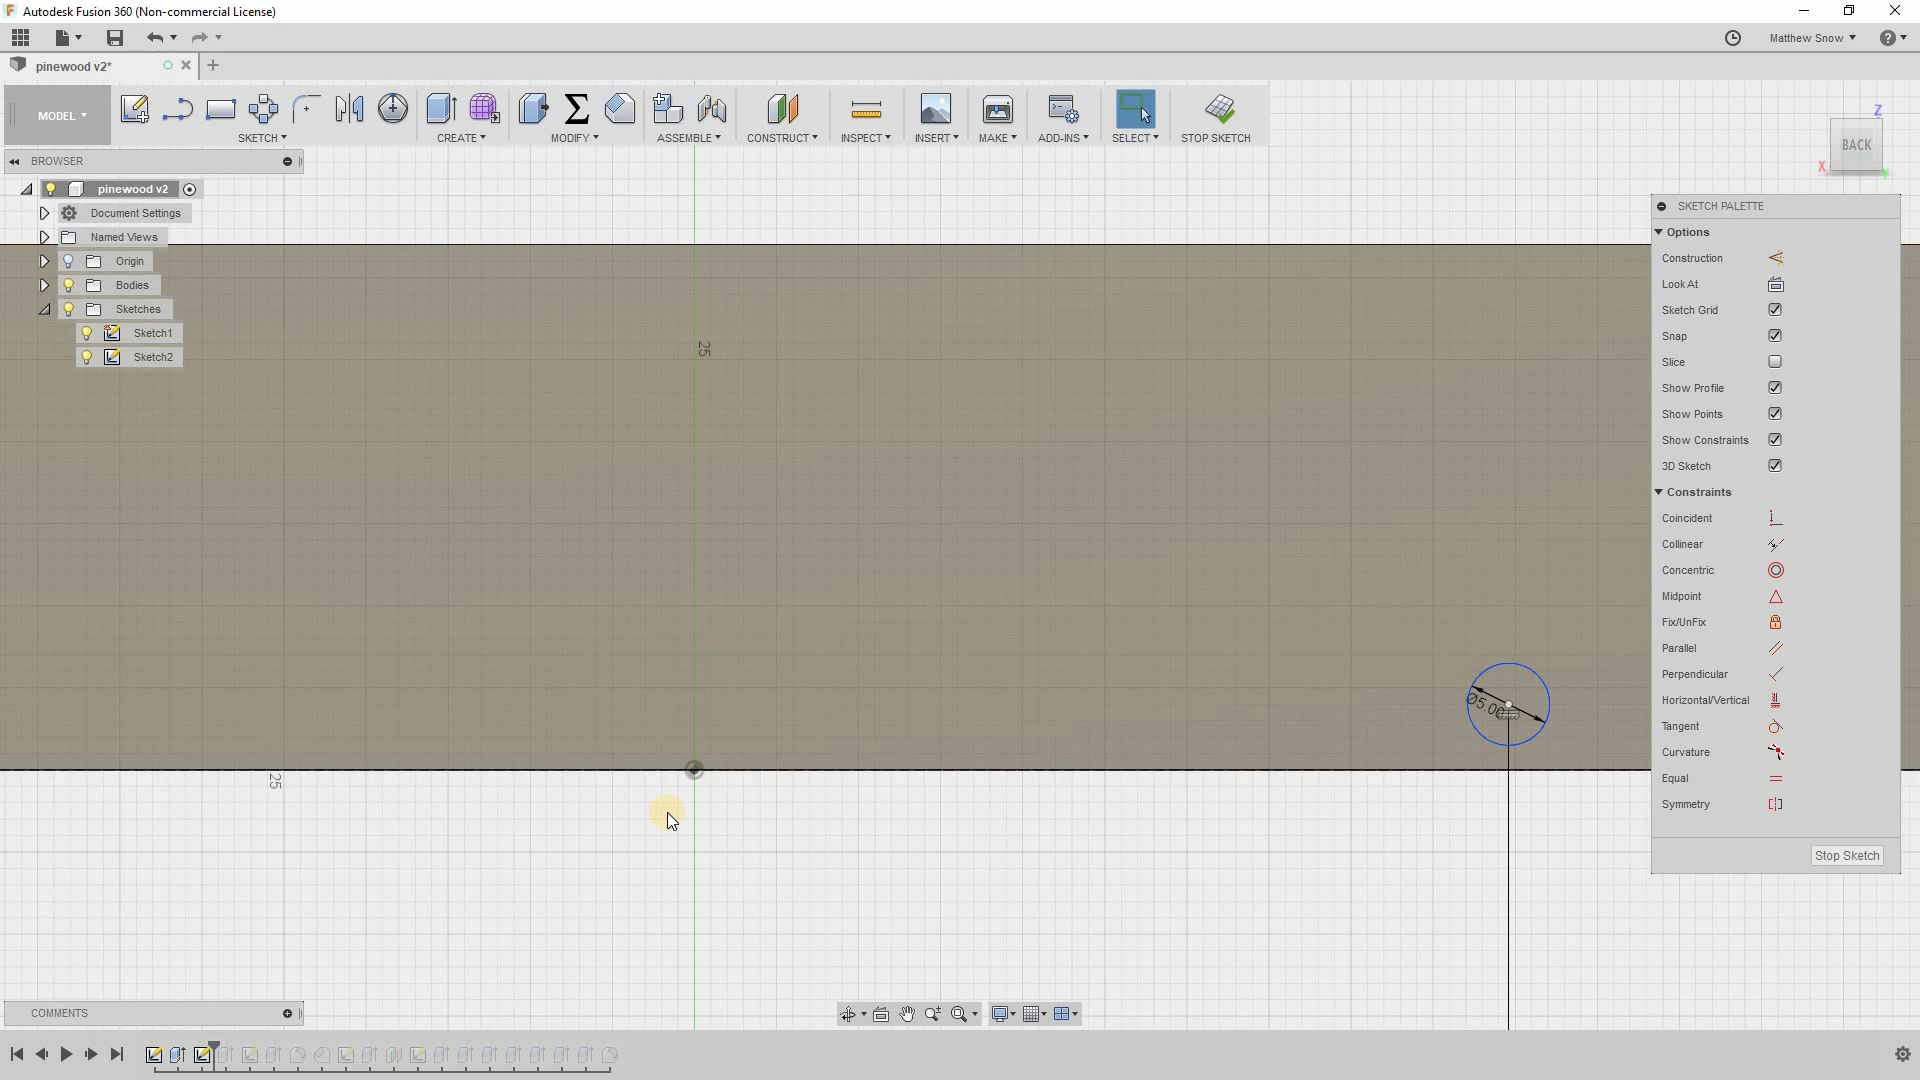 Autodesk Fusion 360 (Non-commercial License)
Matthew Snow
pinewood v2*
MODEL
SKETCH
CREATE
MODIFY
ASSEMBLE
CONSTRUCT
INSPECT
INSERT
MAKE
ADD-INS
SELECT
STOP SKETCH
BROWSER
pinewood v2
Document Settings
Named Views
Origin
Bodies
Sketches
Sketch1
Sketch2
Z
BACK
X
Y
SKETCH PALETTE
Options
Construction
Look At
Sketch Grid
Snap
Slice
Show Profile
Show Points
Show Constraints
3D Sketch
Constraints
Coincident
Collinear
Concentric
Midpoint
Fix/UnFix
Parallel
Perpendicular
Horizontal/Vertical
Tangent
Curvature
Equal
Symmetry
Stop Sketch
25
Ø5.00
25
COMMENTS